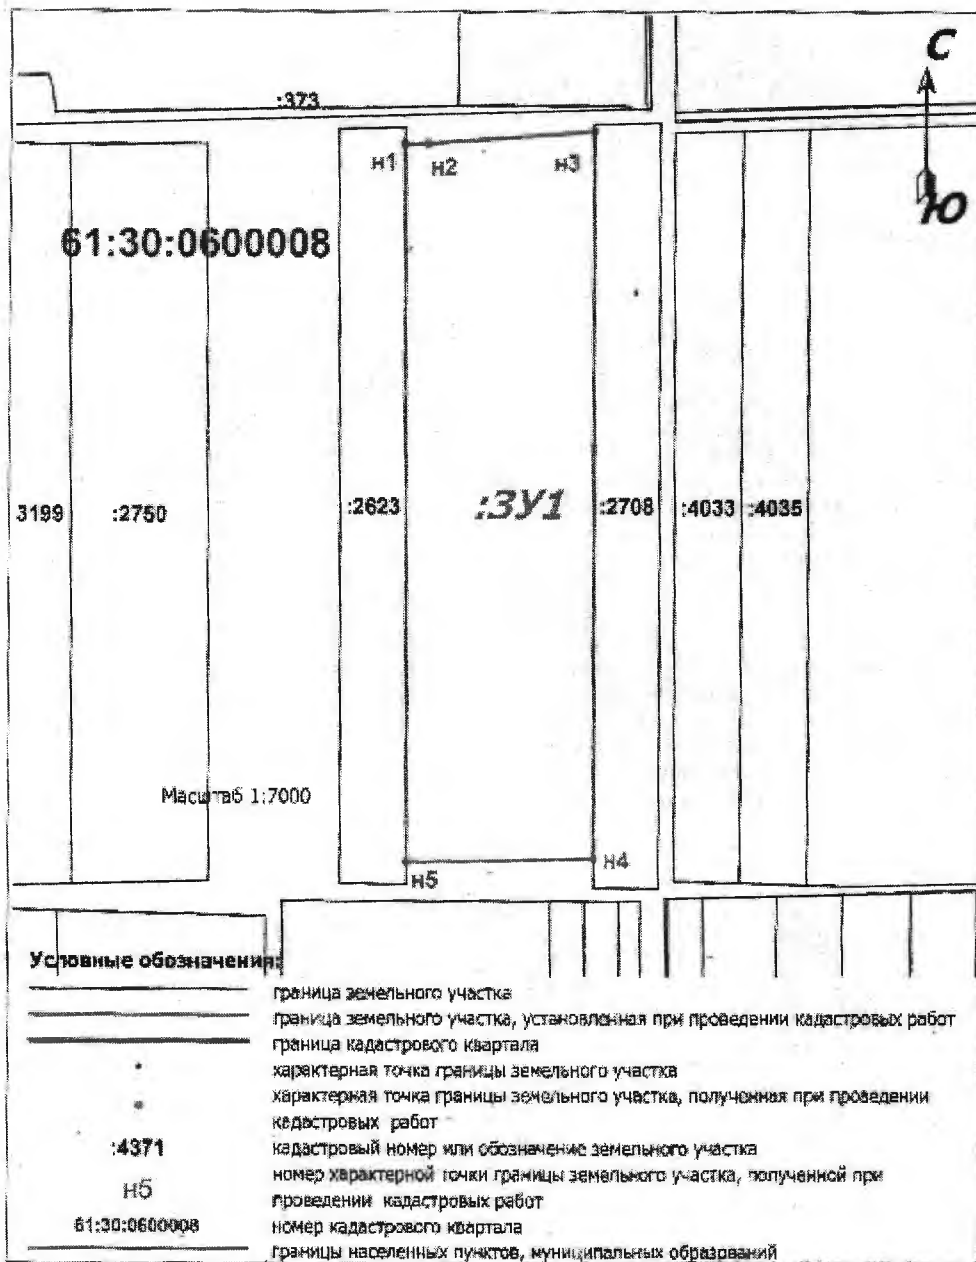 С
:373
н1
н2
н3
Ю
61:30:0600008
3199
:2750
:2623
:ЗУ1
:2708
:4033
:4035
Масштаб 1:7000
н4
н5
Условные обозначения:
граница земельного участка
граница земельного участка, установленная при проведении кадастровых работ
граница кадастрового квартала
характерная точка границы земельного участка
характерная точка границы земельного участка, полученная при проведении
кадастровых работ
:4371 кадастровый номер или обозначение земельного участка
н5 номер характерной точки границы земельного участка, полученной при
проведении кадастровых работ
61:30:0600008 номер кадастрового квартала
границы населенных пунктов, муниципальных образований